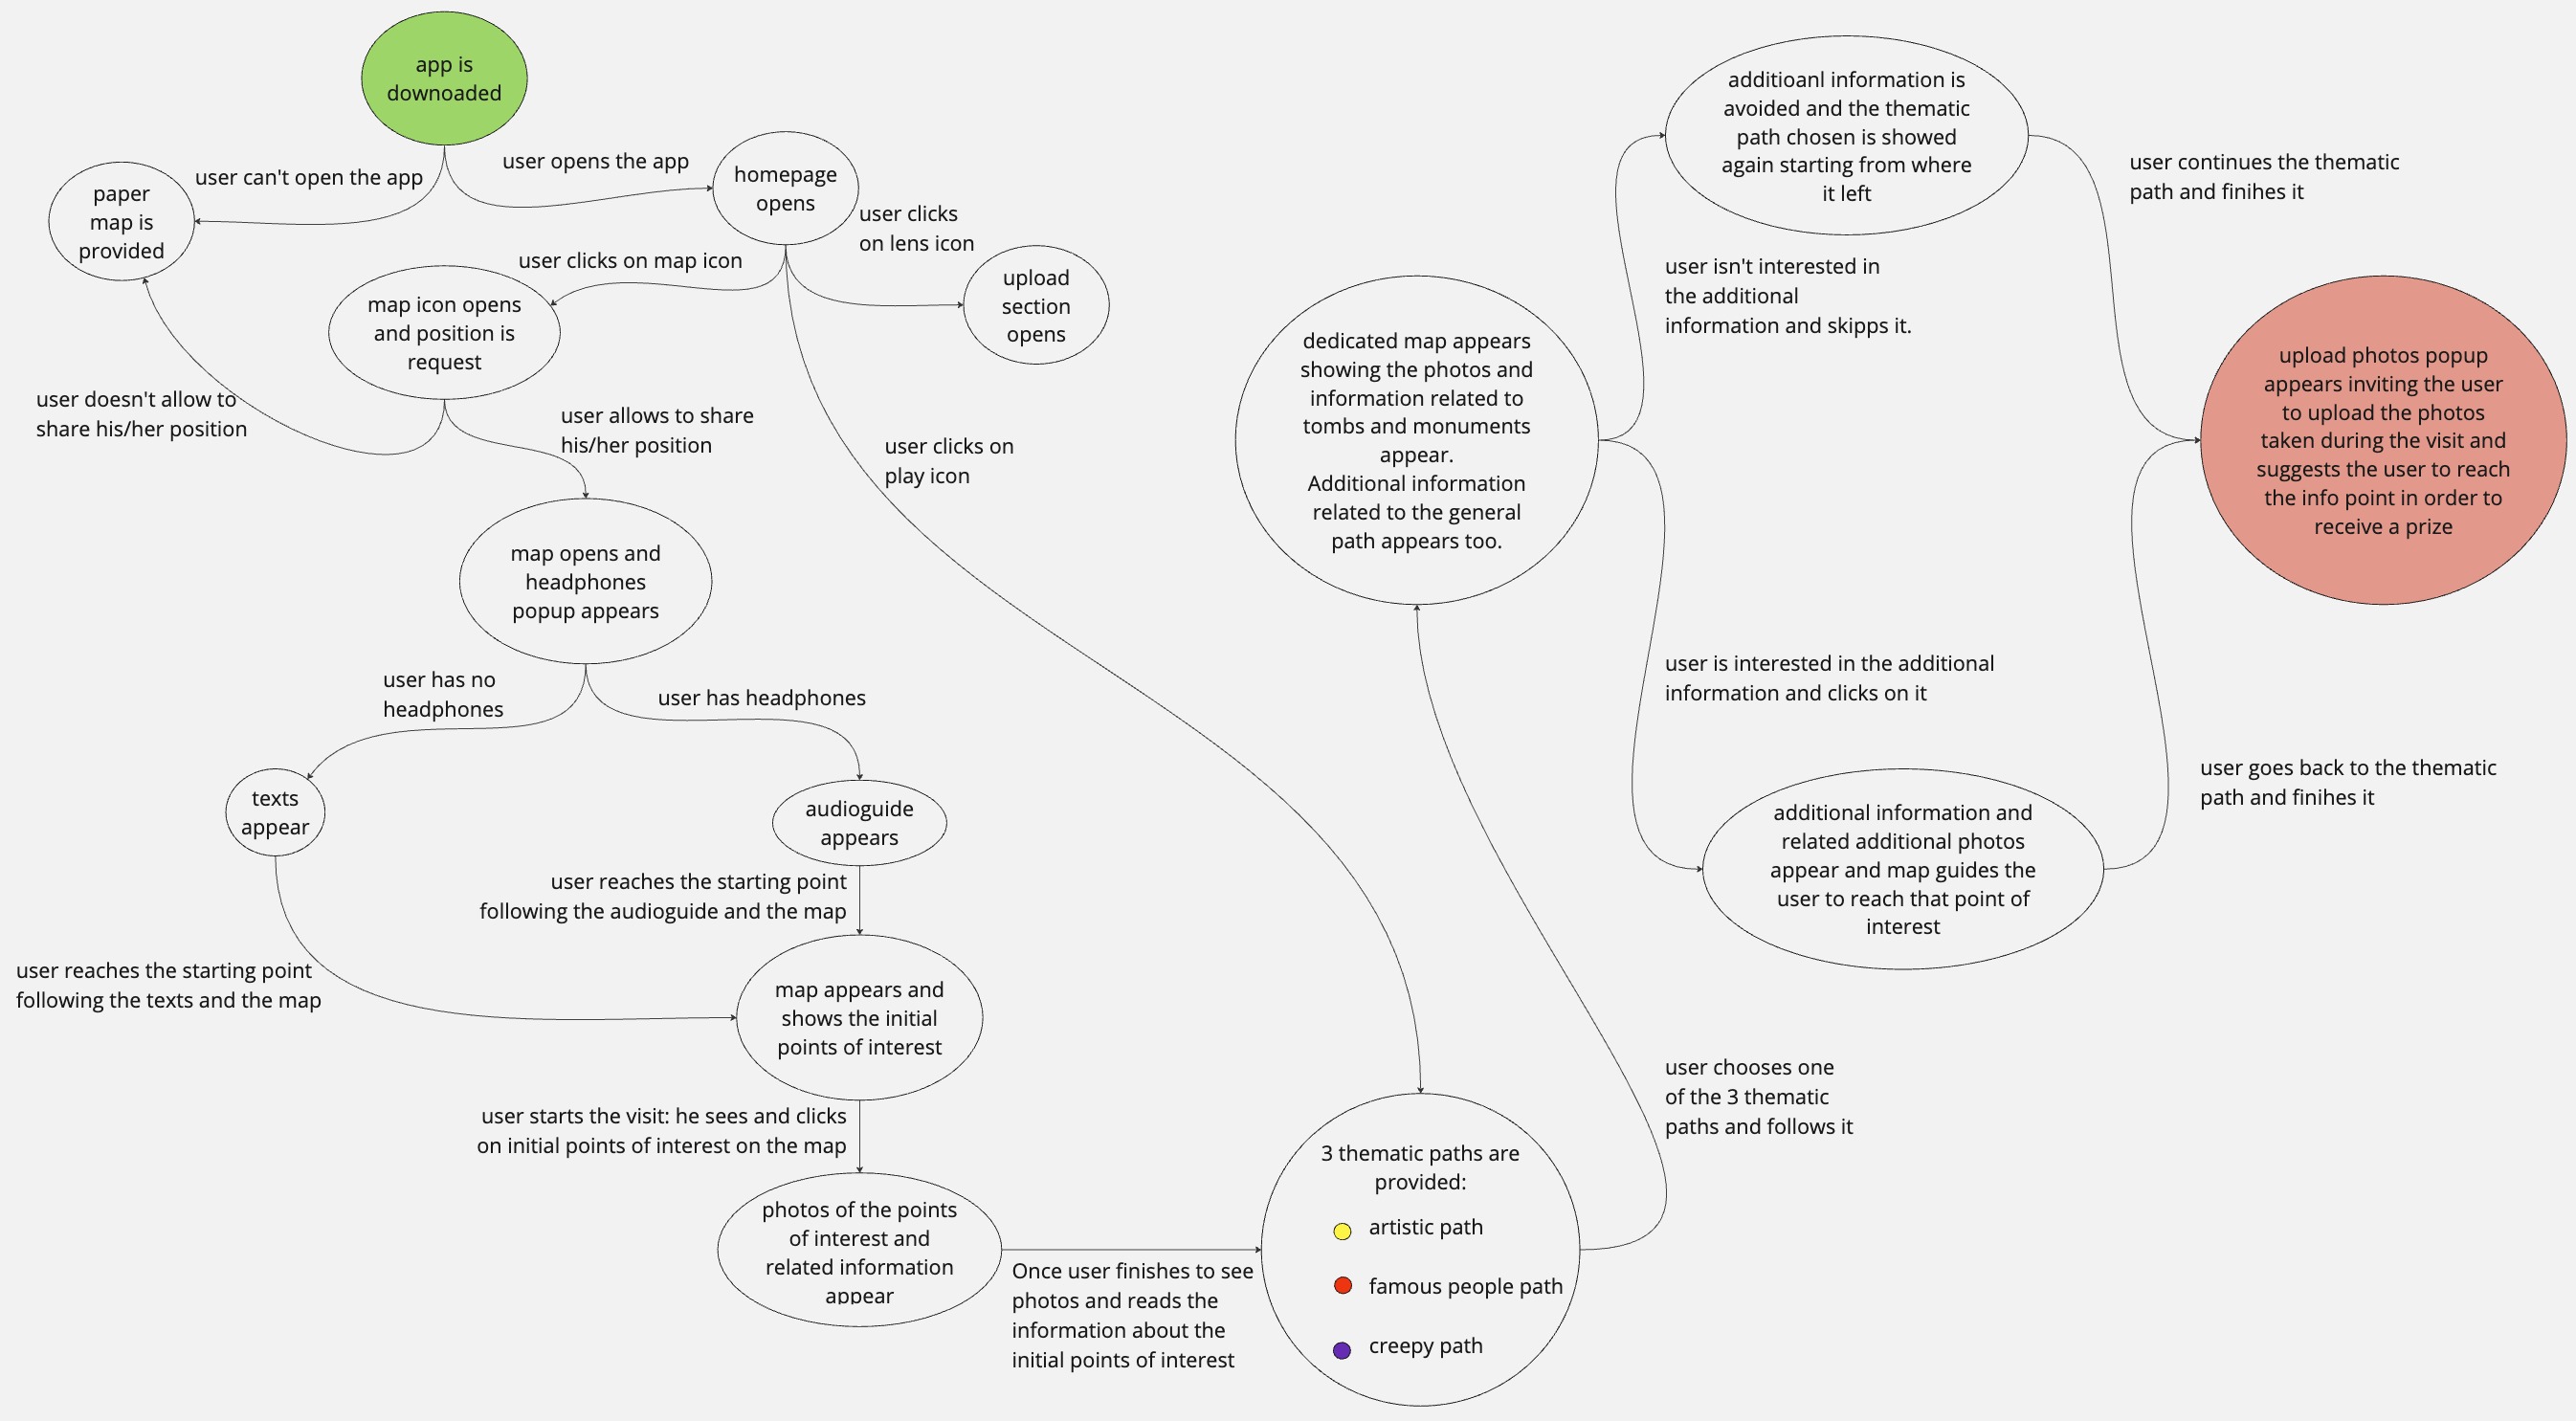 app is
downoaded
user can't open the app
user opens the app
paper
map is
provided
homepage
opens
user clicks
on lens icon
user clicks on map icon
upload
section
opens
map icon opens
and position is
request
user doesn't allow to
share his/her position
user allows to share
his/her position
user clicks on
play icon
map opens and
headphones
popup appears
user has no
headphones
user has headphones
texts
appear
audioguide
appears
user reaches the starting point
following the audioguide and the map
user reaches the starting point
following the texts and the map
map appears and
shows the initial
points of interest
user starts the visit: he sees and clicks
on initial points of interest on the map
photos of the points
of interest and
related information
appear
Once user finishes to see
photos and reads the
information about the
initial points of interest
3 thematic paths are
provided:
artistic path
famous people path
creepy path
user chooses one
of the 3 thematic
paths and follows it
dedicated map appears
showing the photos and
information related to
tombs and monuments
appear.
Additional information
related to the general
path appears too.
user isn't interested in
the additional
information and skipps it.
additioanl information is
avoided and the thematic
path chosen is showed
again starting from where
it left
user continues the thematic
path and finihes it
user is interested in the additional
information and clicks on it
additional information and
related additional photos
appear and map guides the
user to reach that point of
interest
user goes back to the thematic
path and finihes it
upload photos popup
appears inviting the user
to upload the photos
taken during the visit and
suggests the user to reach
the info point in order to
receive a prize